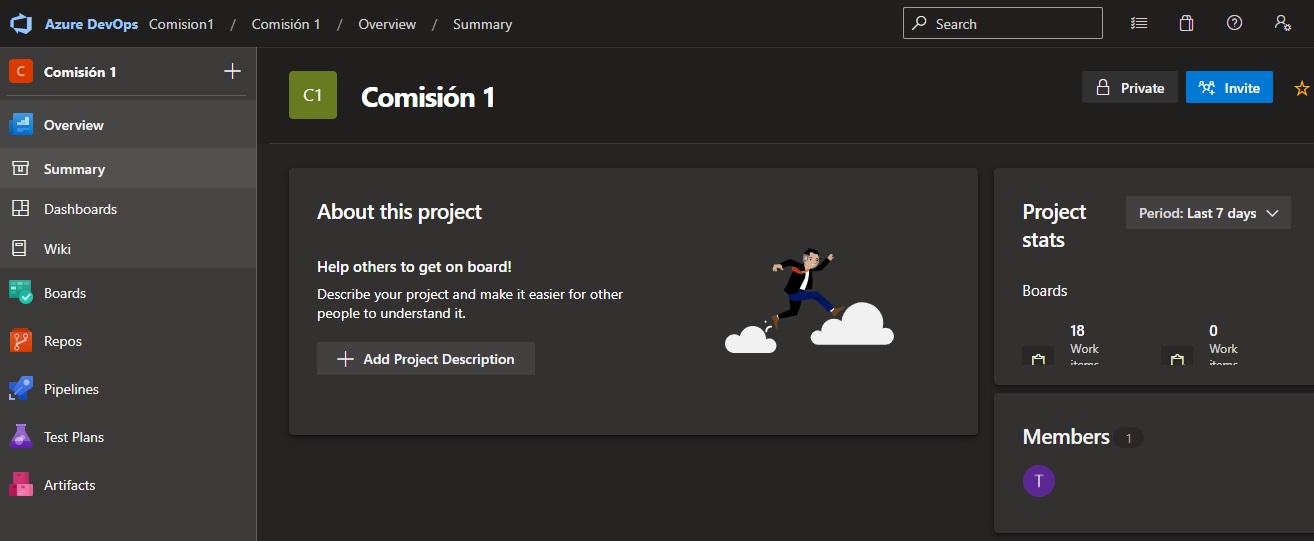 Azure DevOps Comision1 / Comisión 1 / Overview / Summary
Search
C Comisión 1
Overview
Summary
Dashboards
Wiki
Boards
Repos
Pipelines
Test Plans
Artifacts
C1 Comisión 1
Private
Invite
About this project
Help others to get on board!
Describe your project and make it easier for other
people to understand it.
Add Project Description
Project
stats
Period: Last 7 days
Boards
18
Work
items
0
Work
items
Members 1
T